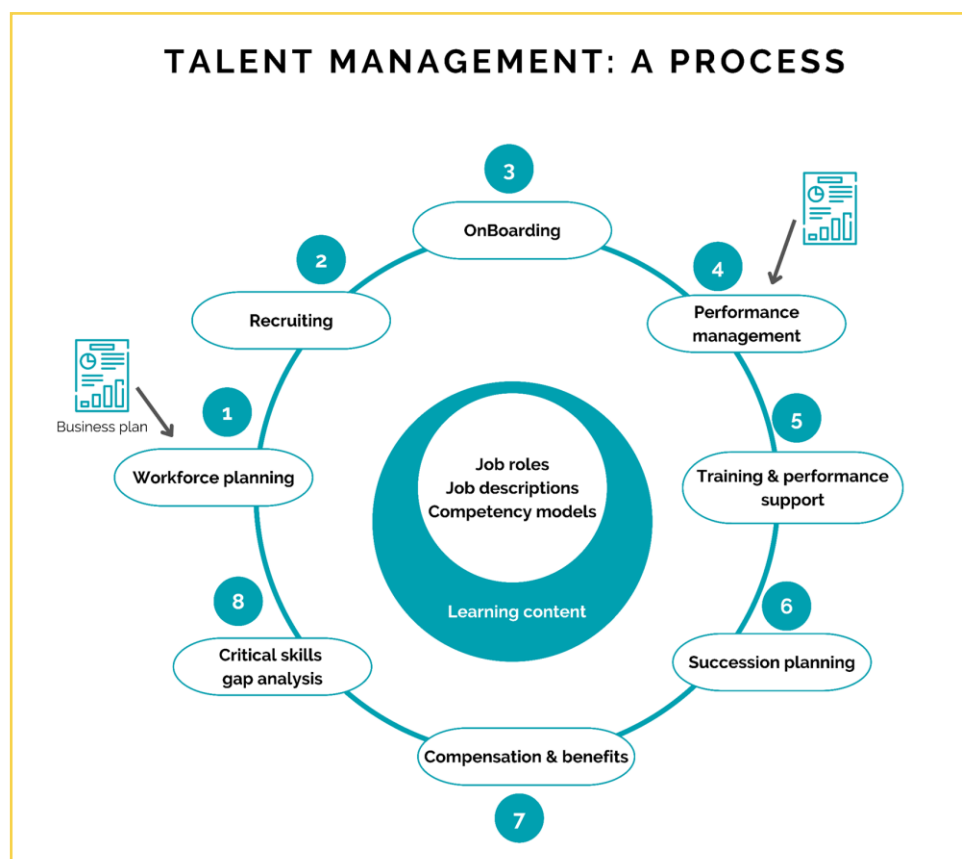 TALENT MANAGEMENT: A PROCESS
3
OnBoarding
2
Recruiting
4
Performance
management
Business plan
1
Workforce planning
5
Training & performance
support
Job roles
Job descriptions
Competency models
Learning content
8
Critical skills
gap analysis
6
Succession planning
Compensation & benefits
7